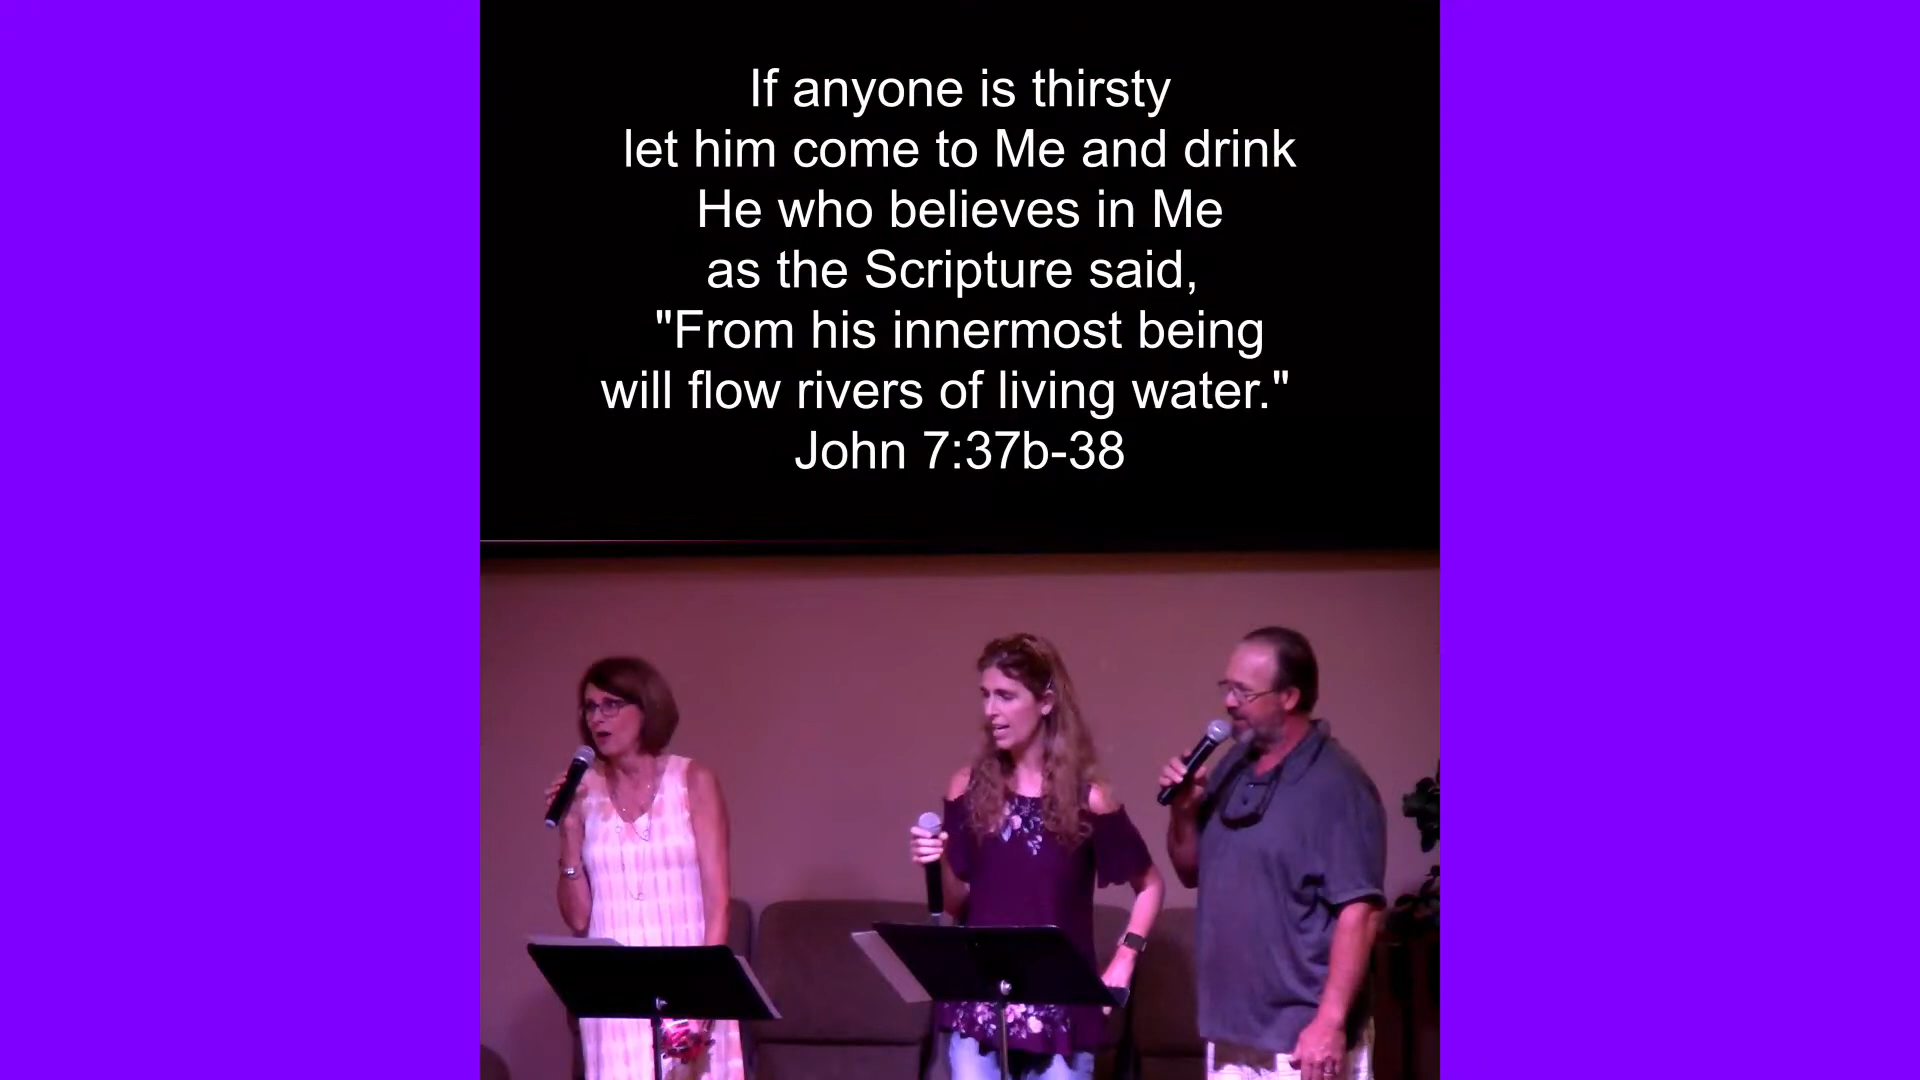 If anyone is thirsty
let him come to Me and drink
He who believes in Me
as the Scripture said,
"From his innermost being
will flow rivers of living water."
John 7:37b-38